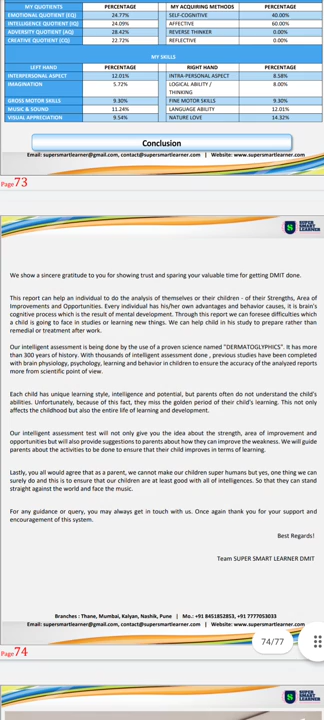 MY QUOTIENTS PERCENTAGE MY ACQUIRING METHODS PERCENTAGE
EMOTIONAL QUOTIENT (EQ) 24.77% SELF-COGNITIVE 40.00%
INTELLIGENCE QUOTIENT (IQ) 24.09% AFFECTIVE 60.00%
ADVERSITY QUOTIENT (AQ) 28.42% REVERSE THINKER 0.00%
CREATIVE QUOTIENT (CQ) 22.72% REFLECTIVE 0.00%
MY SKILLS
LEFT HAND PERCENTAGE RIGHT HAND PERCENTAGE
INTERPERSONAL ASPECT 12.01% INTRA-PERSONAL ASPECT 8.58%
IMAGINATION 5.72% LOGICAL ABILITY / THINKING 8.00%
GROSS MOTOR SKILLS 9.30% FINE MOTOR SKILLS 9.30%
MUSIC & SOUND 11.24% LANGUAGE ABILITY 12.01%
VISUAL APPRECIATION 9.54% NATURE LOVE 14.32%
Conclusion
Email: supersmartlearner@gmail.com, contact@supersmartlearner.com | Website: www.supersmartlearner.com
Page73
SUPER
SMART
LEARNER
We show a sincere gratitude to you for showing trust and sparing your valuable time for getting DMIT done.
This report can help an individual to do the analysis of themselves or their children - of their Strengths, Area of
Improvements and Opportunities. Every individual has his/her own advantages and behavior causes, it is brain's
cognitive process which is the result of mental development. Through this report we can foresee difficulties which
a child is going to face in studies or learning new things. We can help child in his study to prepare rather than
remedial or treatment after work.
Our intelligent assessment is being done by the use of a proven science named "DERMATOGLYPHICS". It has more
than 300 years of history. With thousands of intelligent assessment done , previous studies have been completed
with brain physiology, psychology, learning and behavior in children to ensure the accuracy of the analyzed reports
more from scientific point of view.
Each child has unique learning style, intelligence and potential, but parents often do not understand the child's
abilities. Unfortunately, because of this fact, they miss the golden period of their child's learning. This not only
affects the childhood but also the entire life of learning and development.
Our intelligent assessment test will not only give you the idea about the strength, area of improvement and
opportunities but will also provide suggestions to parents about how they can improve the weakness. We will guide
parents about the activities to be done to ensure that their child improves in terms of learning.
Lastly, you all would agree that as a parent, we cannot make our children super humans but yes, one thing we can
surely do and this is to ensure that our children are at least good with all of intelligences. So that they can stand
straight against the world and face the music.
For any guidance or query, you may always get in touch with us. Once again thank you for your support and
encouragement of this system.
Best Regards!
Team SUPER SMART LEARNER DMIT
Branches : Thane, Mumbai, Kalyan, Nashik, Pune | Mo.: +91 8451852853, +91 7777053033
Email: supersmartlearner@gmail.com, contact@supersmartlearner.com | Website: www.supersmartlearner.com
74/77
Page74
SUPER
SMART
LEARNER